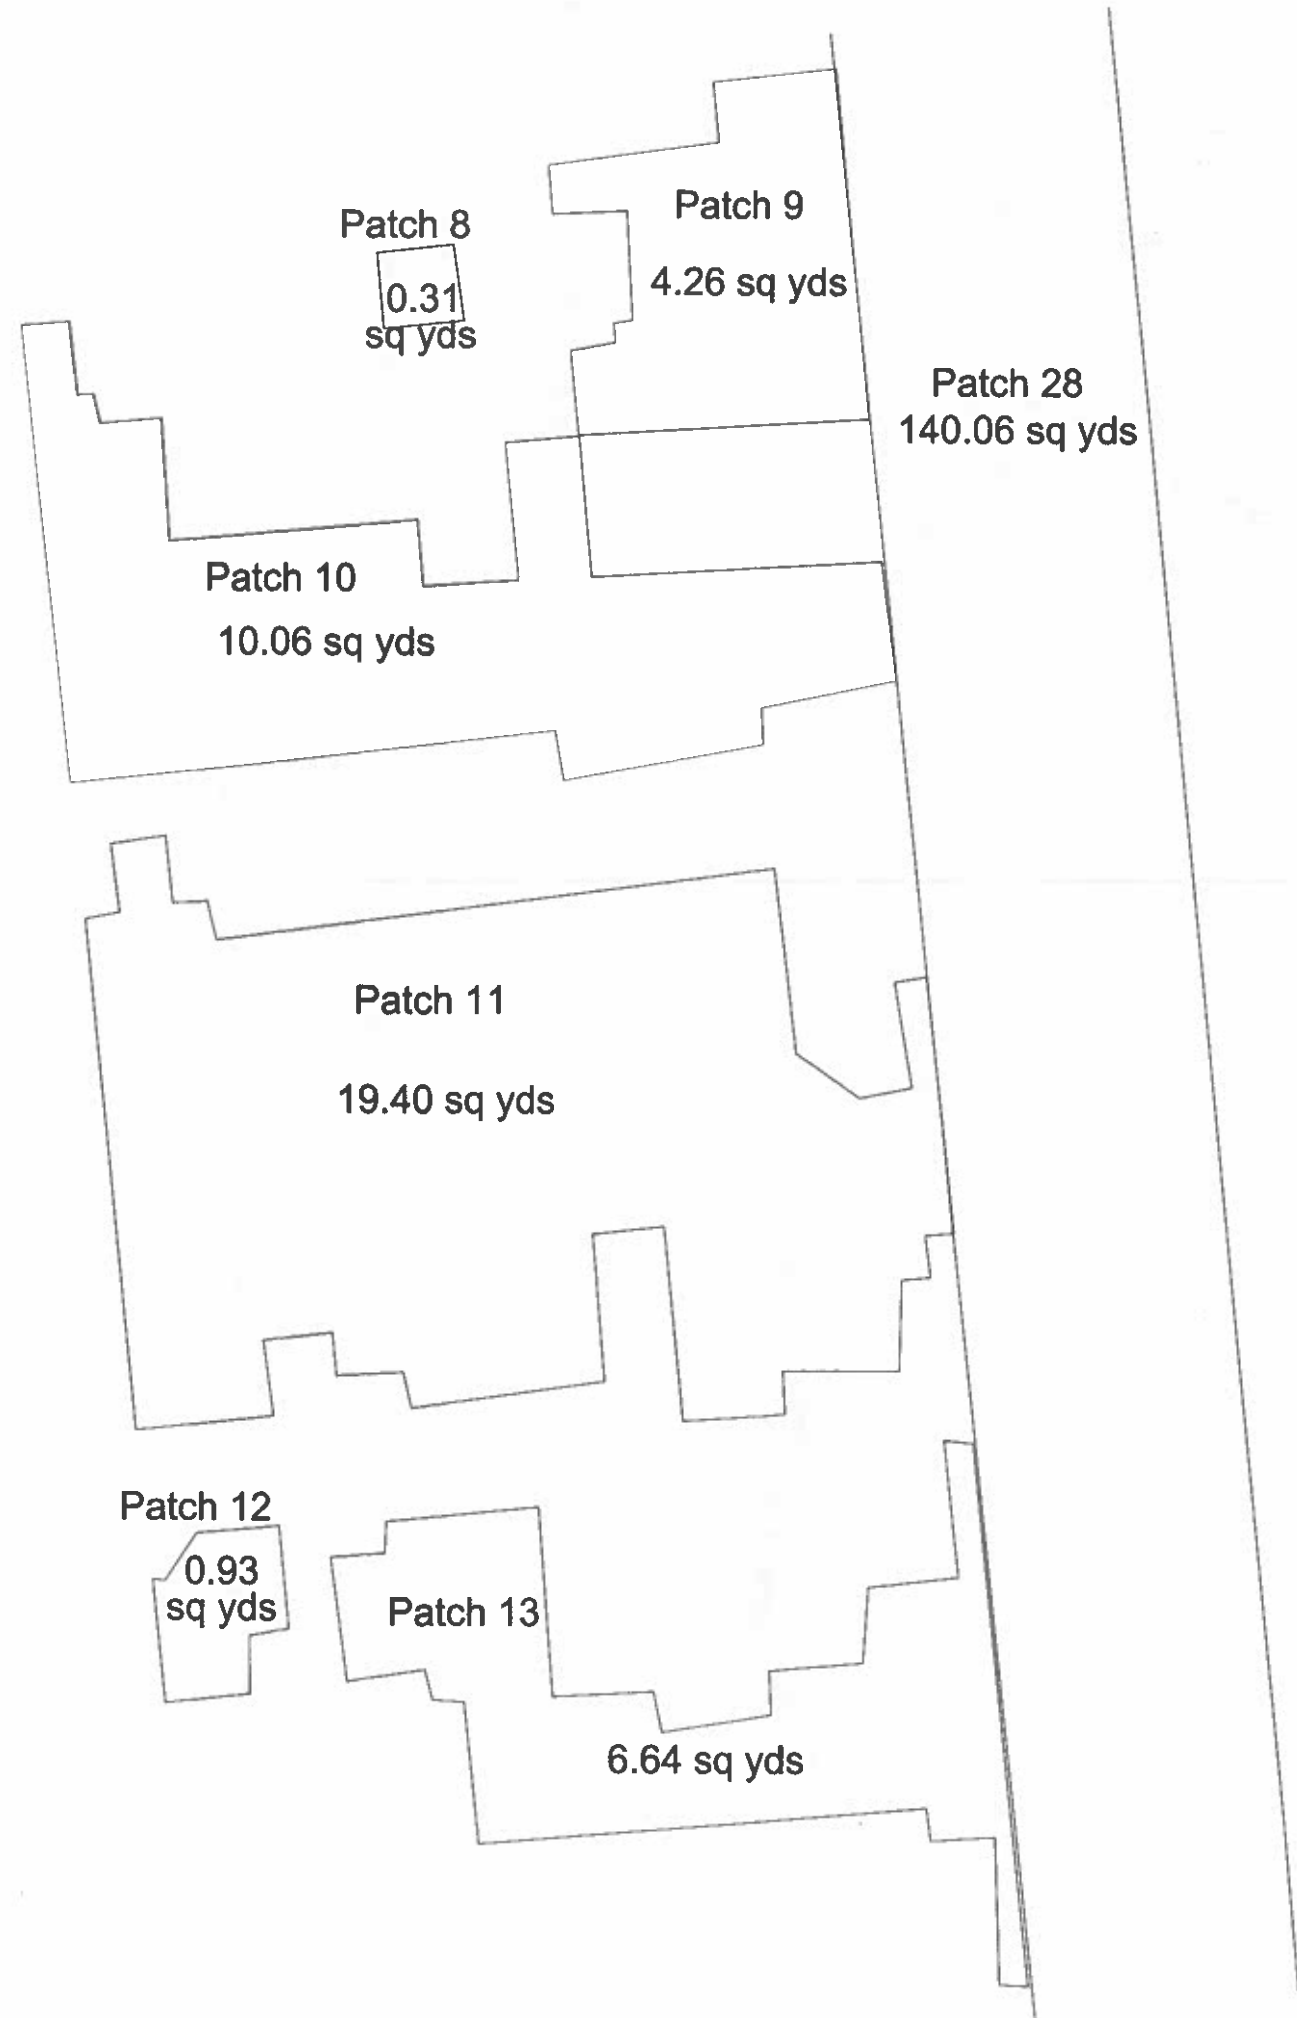 Patch 9
4.26 sq yds
Patch 8
0.31
sq yds
Patch 28
140.06 sq yds
Patch 10
10.06 sq yds
Patch 11
19.40 sq yds
Patch 12
0.93
sq yds
Patch 13
6.64 sq yds